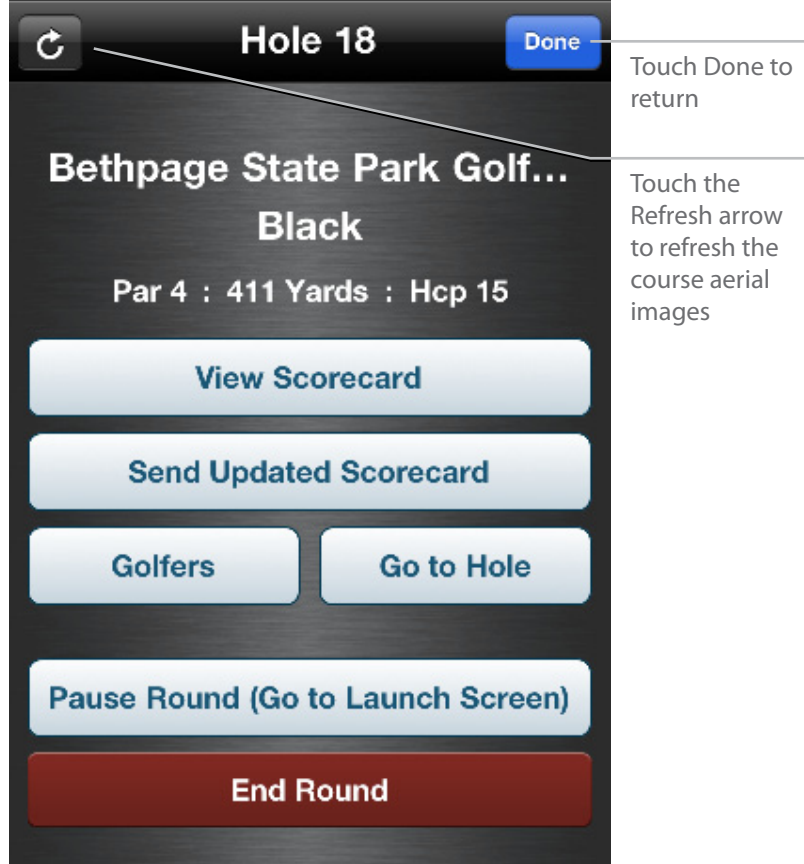 Hole 18
Done
Touch Done to
return
Bethpage State Park Golf...
Black
Par 4 : 411 Yards : Hcp 15
Touch the
Refresh arrow
to refresh the
course aerial
images
View Scorecard
Send Updated Scorecard
Golfers
Go to Hole
Pause Round (Go to Launch Screen)
End Round